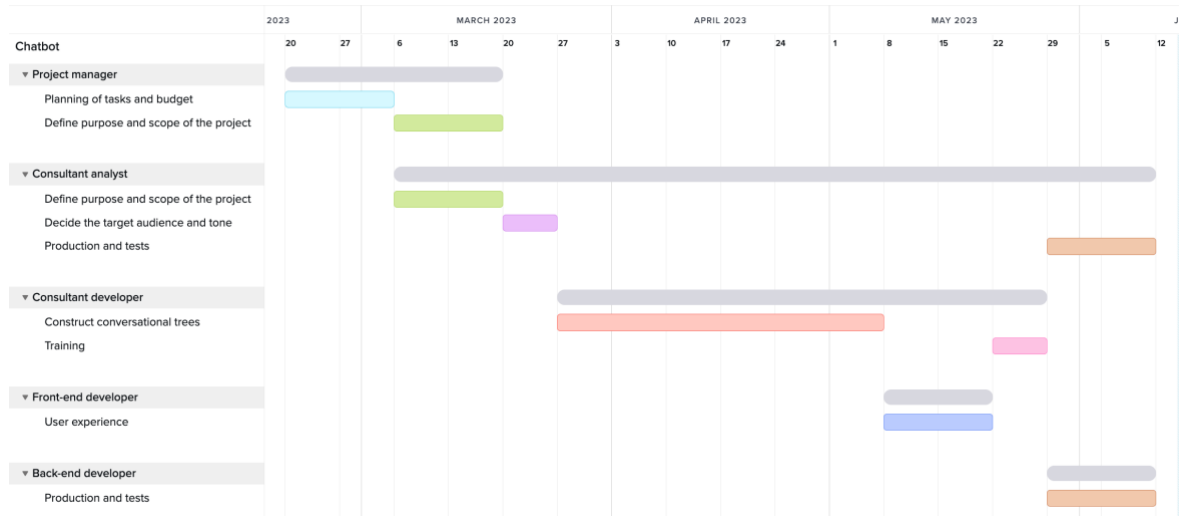 2023 MARCH 2023 APRIL 2023 MAY 2023 J
Chatbot 20 27 6 13 20 27 3 10 17 24 1 8 15 22 29 5 12
Project manager
Planning of tasks and budget
Define purpose and scope of the project
Consultant analyst
Define purpose and scope of the project
Decide the target audience and tone
Production and tests
Consultant developer
Construct conversational trees
Training
Front-end developer
User experience
Back-end developer
Production and tests